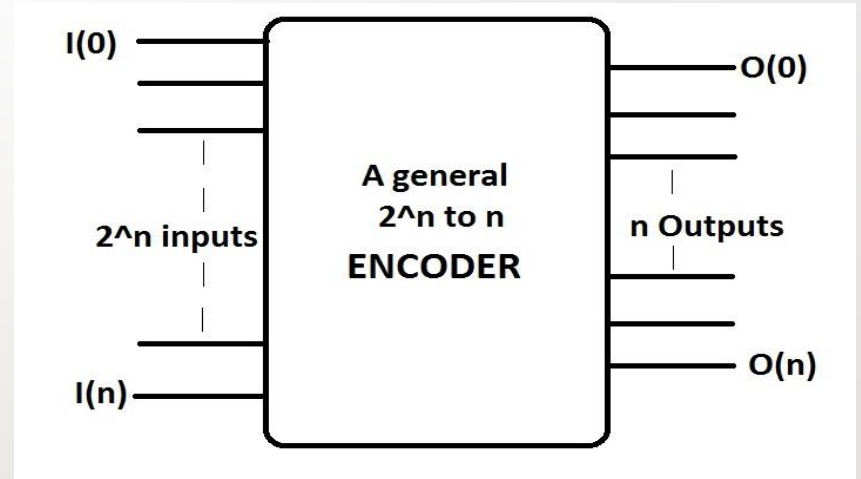 I(0)
O(0)
A general
2^n to n
ENCODER
2^n inputs
n Outputs
I(n)
O(n)